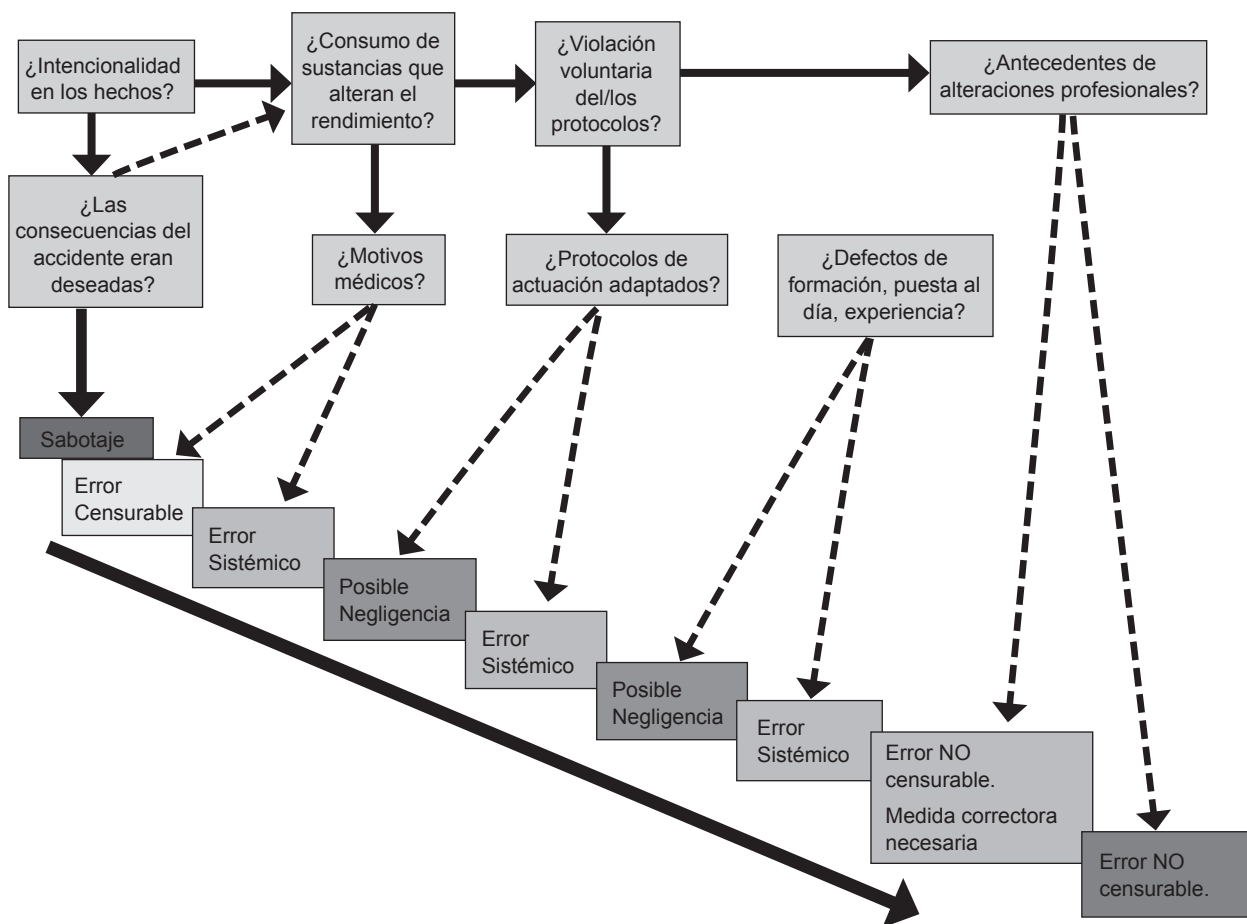 ¿Intencionalidad
en los hechos?
¿Consumo de
sustancias que
alteran el
rendimiento?
¿Violación
voluntaria
del/los
protocolos?
¿Antecedentes de
alteraciones profesionales?
¿Las
consecuencias del
accidente eran
deseadas?
¿Motivos
médicos?
¿Protocolos de
actuación adaptados?
¿Defectos de
formación, puesta al
día, experiencia?
Sabotaje
Error
Censurable
Error
Sistémico
Posible
Negligencia
Error
Sistémico
Posible
Negligencia
Error
Sistémico
Error NO
censurable.
Medida correctora
necesaria
Error NO
censurable.